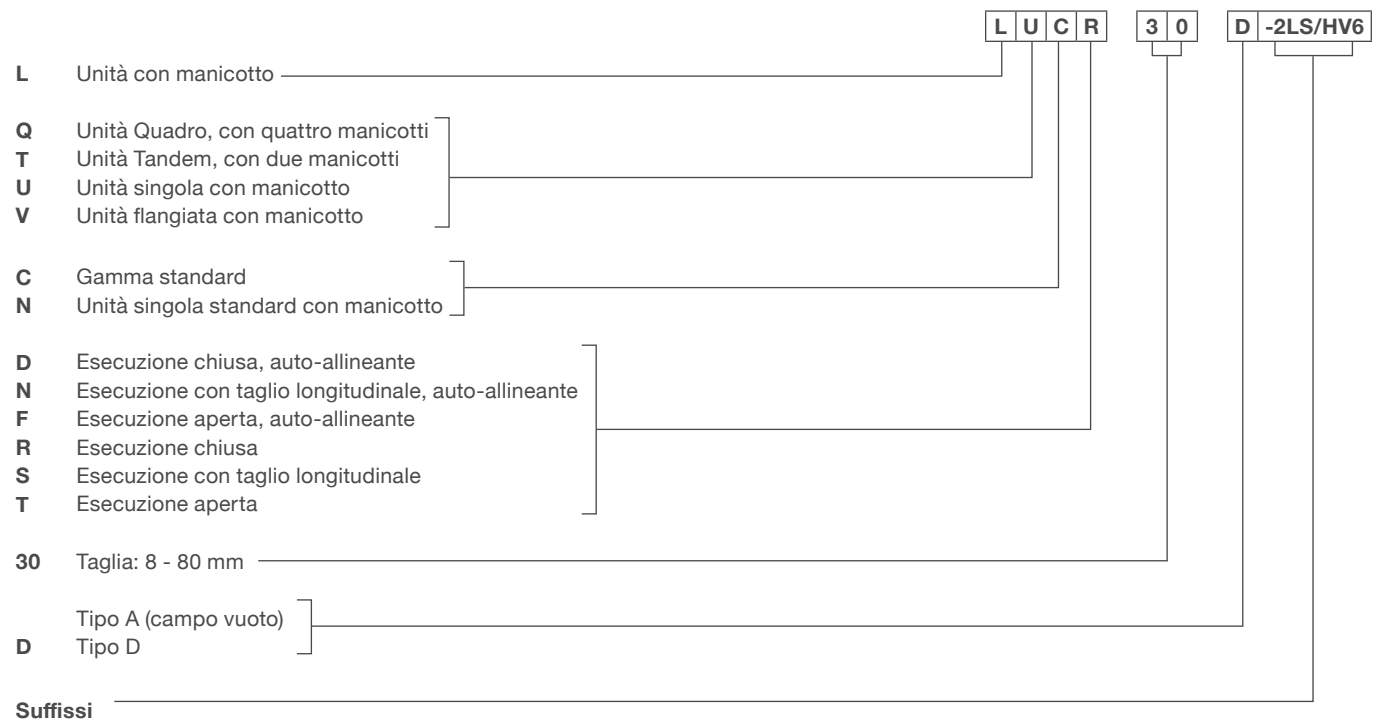 L U C R 3 0 D -2LS/HV6
L Unità con manicotto
Q Unità Quadro, con quattro manicotti
T Unità Tandem, con due manicotti
U Unità singola con manicotto
V Unità flangiata con manicotto
C Gamma standard
N Unità singola standard con manicotto
D Esecuzione chiusa, auto-allineante
N Esecuzione con taglio longitudinale, auto-allineante
F Esecuzione aperta, auto-allineante
R Esecuzione chiusa
S Esecuzione con taglio longitudinale
T Esecuzione aperta
30 Taglia: 8 - 80 mm
Tipo A (campo vuoto)
D Tipo D
Suffissi